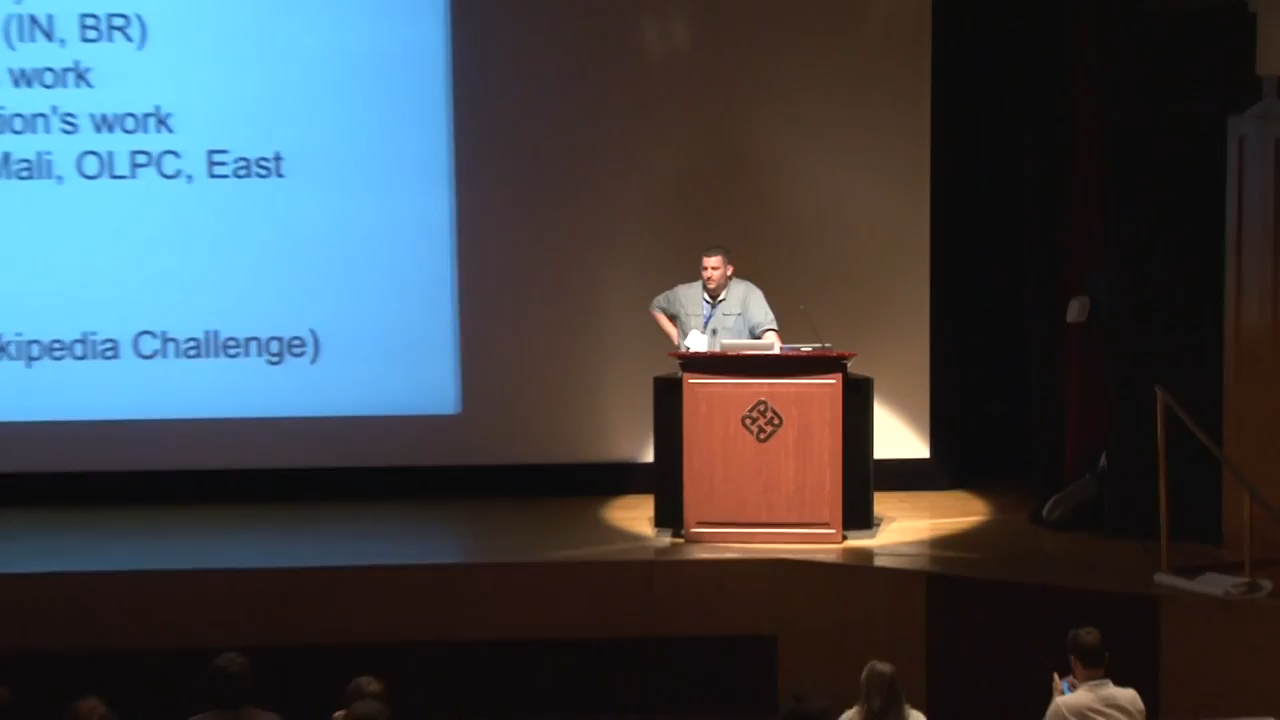 (IN, BR)
work
ion's work
Mali, OLPC, East
kipedia Challenge)